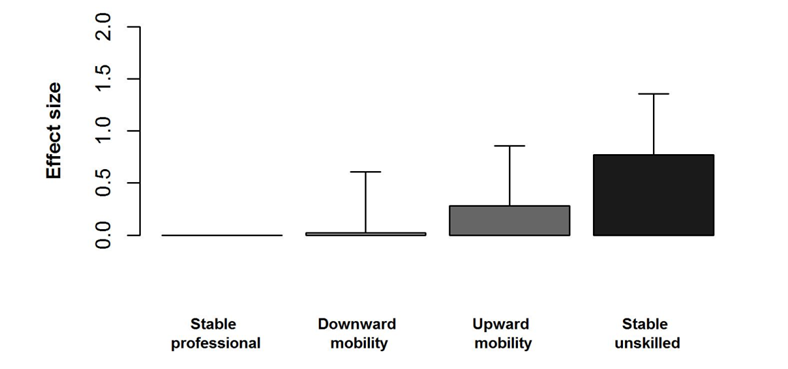 Effect size
2.0
1.5
1.0
0.5
0.0
Stable
professional
Downward
mobility
Upward
mobility
Stable
unskilled